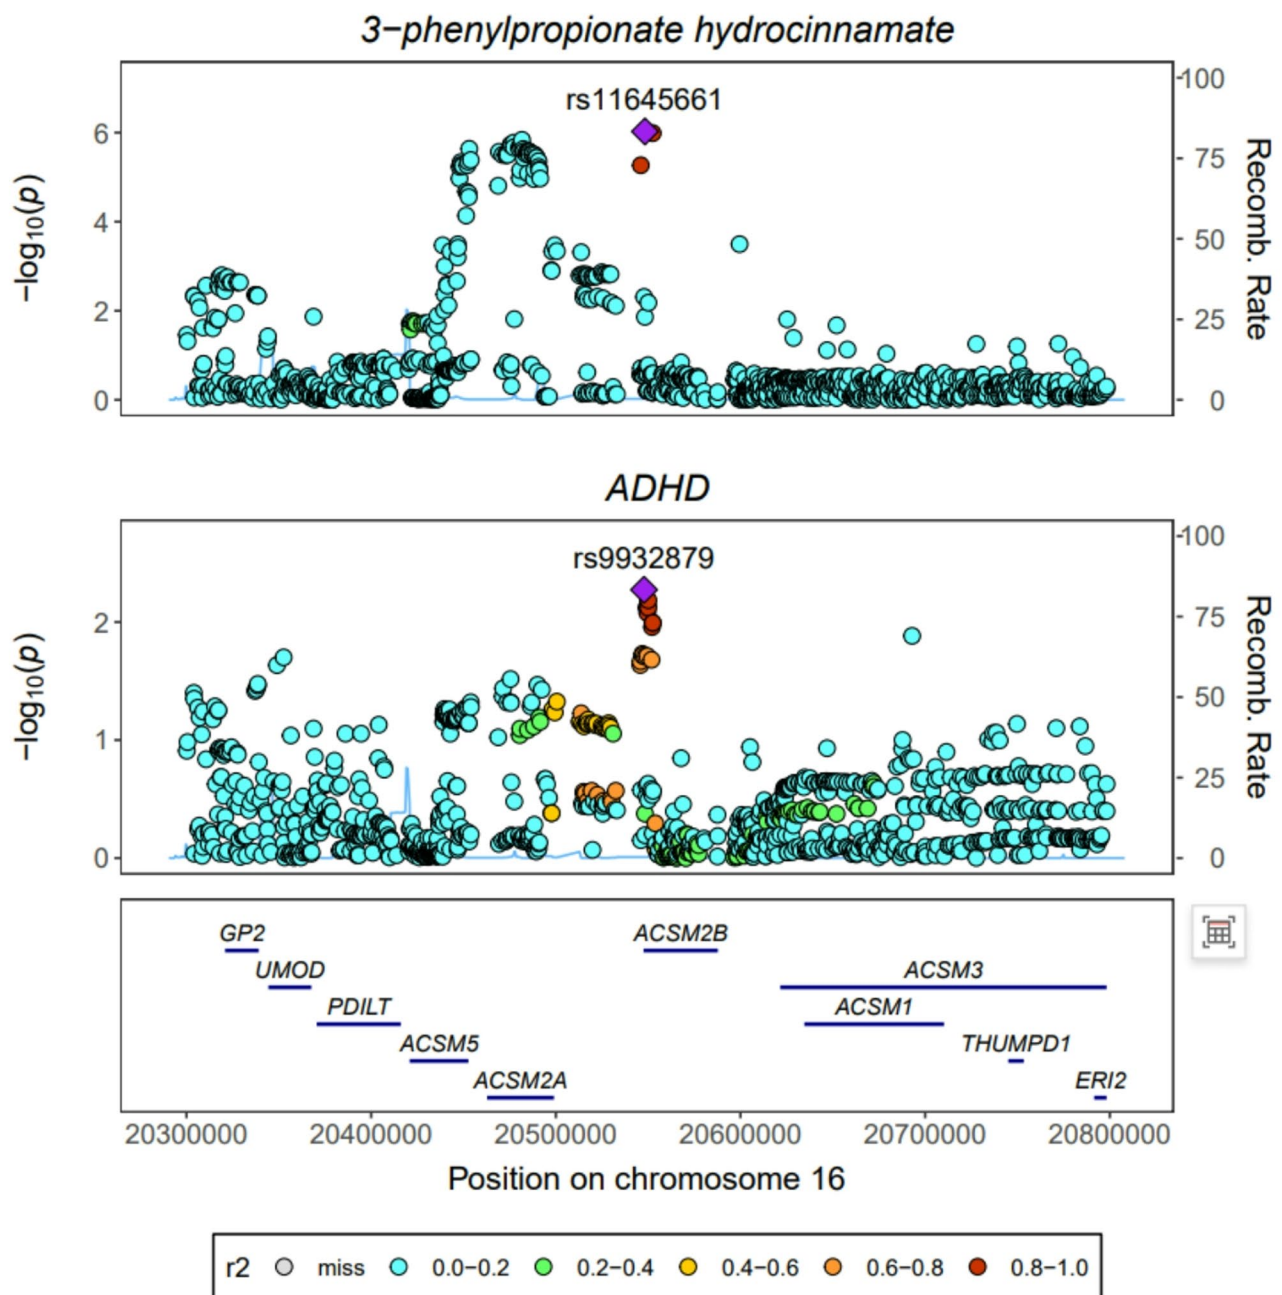 3−phenylpropionate hydrocinnamate
rs11645661
−log10(p)
6
4
2
0
100
75
50
25
0
Recomb. Rate
ADHD
rs9932879
−log10(p)
2
1
0
100
75
50
25
0
Recomb. Rate
GP2
ACSM2B
UMOD
ACSM3
PDILT
ACSM1
ACSM5
THUMPD1
ACSM2A
ERI2
20300000 20400000 20500000 20600000 20700000 20800000
Position on chromosome 16
r2 miss 0.0−0.2 0.2−0.4 0.4−0.6 0.6−0.8 0.8−1.0